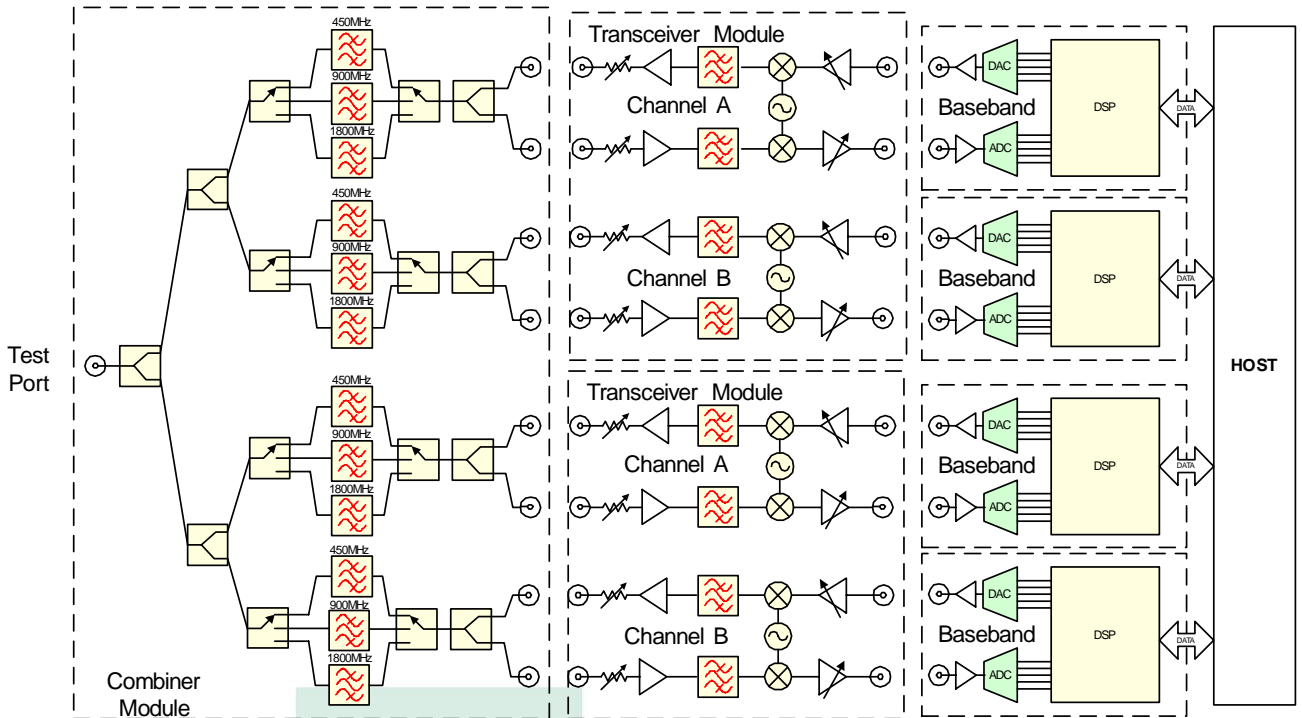 450MHz
900MHz
1800MHz
450MHz
900MHz
1800MHz
Test
Port
450MHz
900MHz
1800MHz
450MHz
900MHz
1800MHz
Combiner
Module
Transceiver Module
Channel A
Channel B
Transceiver Module
Channel A
Channel B
DAC
Baseband
ADC
DSP
DATA
DAC
Baseband
ADC
DSP
DATA
DAC
Baseband
ADC
DSP
DATA
DAC
Baseband
ADC
DSP
DATA
HOST